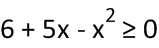 6 + 5x - x² ≥ 0